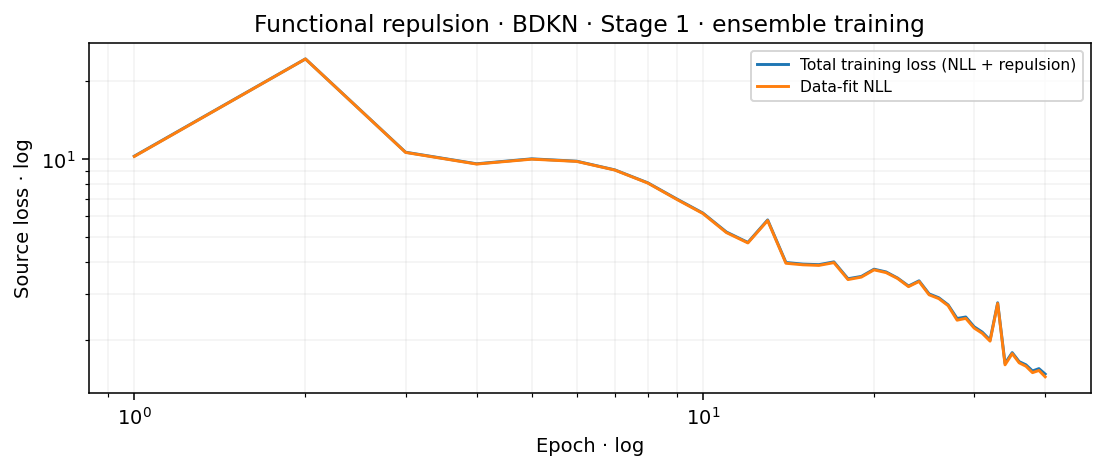 Functional repulsion · BDKN · Stage 1 · ensemble training
Total training loss (NLL + repulsion)
Data-fit NLL
Source loss · log
10¹
10⁰
10¹
Epoch · log